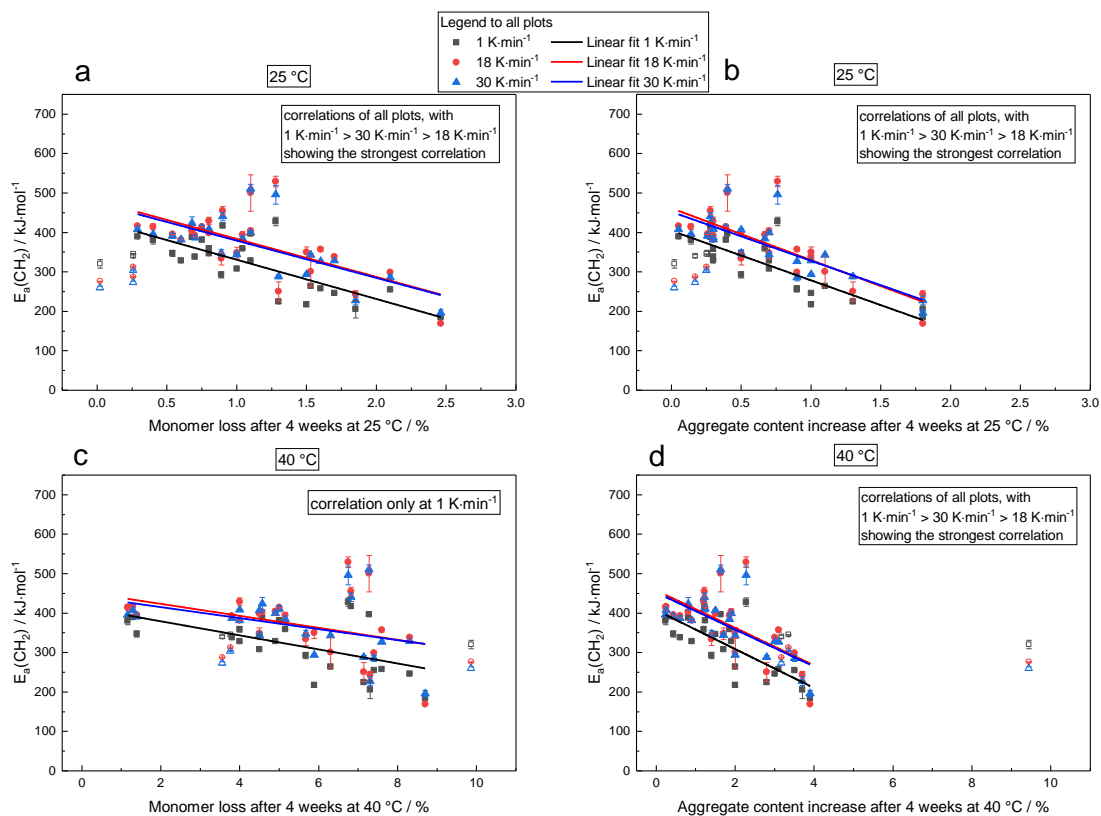 Legend to all plots
1 K·min⁻¹ Linear fit 1 K·min⁻¹
18 K·min⁻¹ Linear fit 18 K·min⁻¹
30 K·min⁻¹ Linear fit 30 K·min⁻¹
a
25 °C
correlations of all plots, with
1 K·min⁻¹ > 30 K·min⁻¹ > 18 K·min⁻¹
showing the strongest correlation
Eₐ(CH₂) / kJ·mol⁻¹
700
600
500
400
300
200
100
0
0.0 0.5 1.0 1.5 2.0 2.5 3.0
Monomer loss after 4 weeks at 25 °C / %
b
25 °C
correlations of all plots, with
1 K·min⁻¹ > 30 K·min⁻¹ > 18 K·min⁻¹
showing the strongest correlation
Eₐ(CH₂) / kJ·mol⁻¹
700
600
500
400
300
200
100
0
0.0 0.5 1.0 1.5 2.0 2.5 3.0
Aggregate content increase after 4 weeks at 25 °C / %
c
40 °C
correlation only at 1 K·min⁻¹
Eₐ(CH₂) / kJ·mol⁻¹
700
600
500
400
300
200
100
0
0 2 4 6 8 10
Monomer loss after 4 weeks at 40 °C / %
d
40 °C
correlations of all plots, with
1 K·min⁻¹ > 30 K·min⁻¹ > 18 K·min⁻¹
showing the strongest correlation
Eₐ(CH₂) / kJ·mol⁻¹
700
600
500
400
300
200
100
0
0 2 4 6 8 10
Aggregate content increase after 4 weeks at 40 °C / %